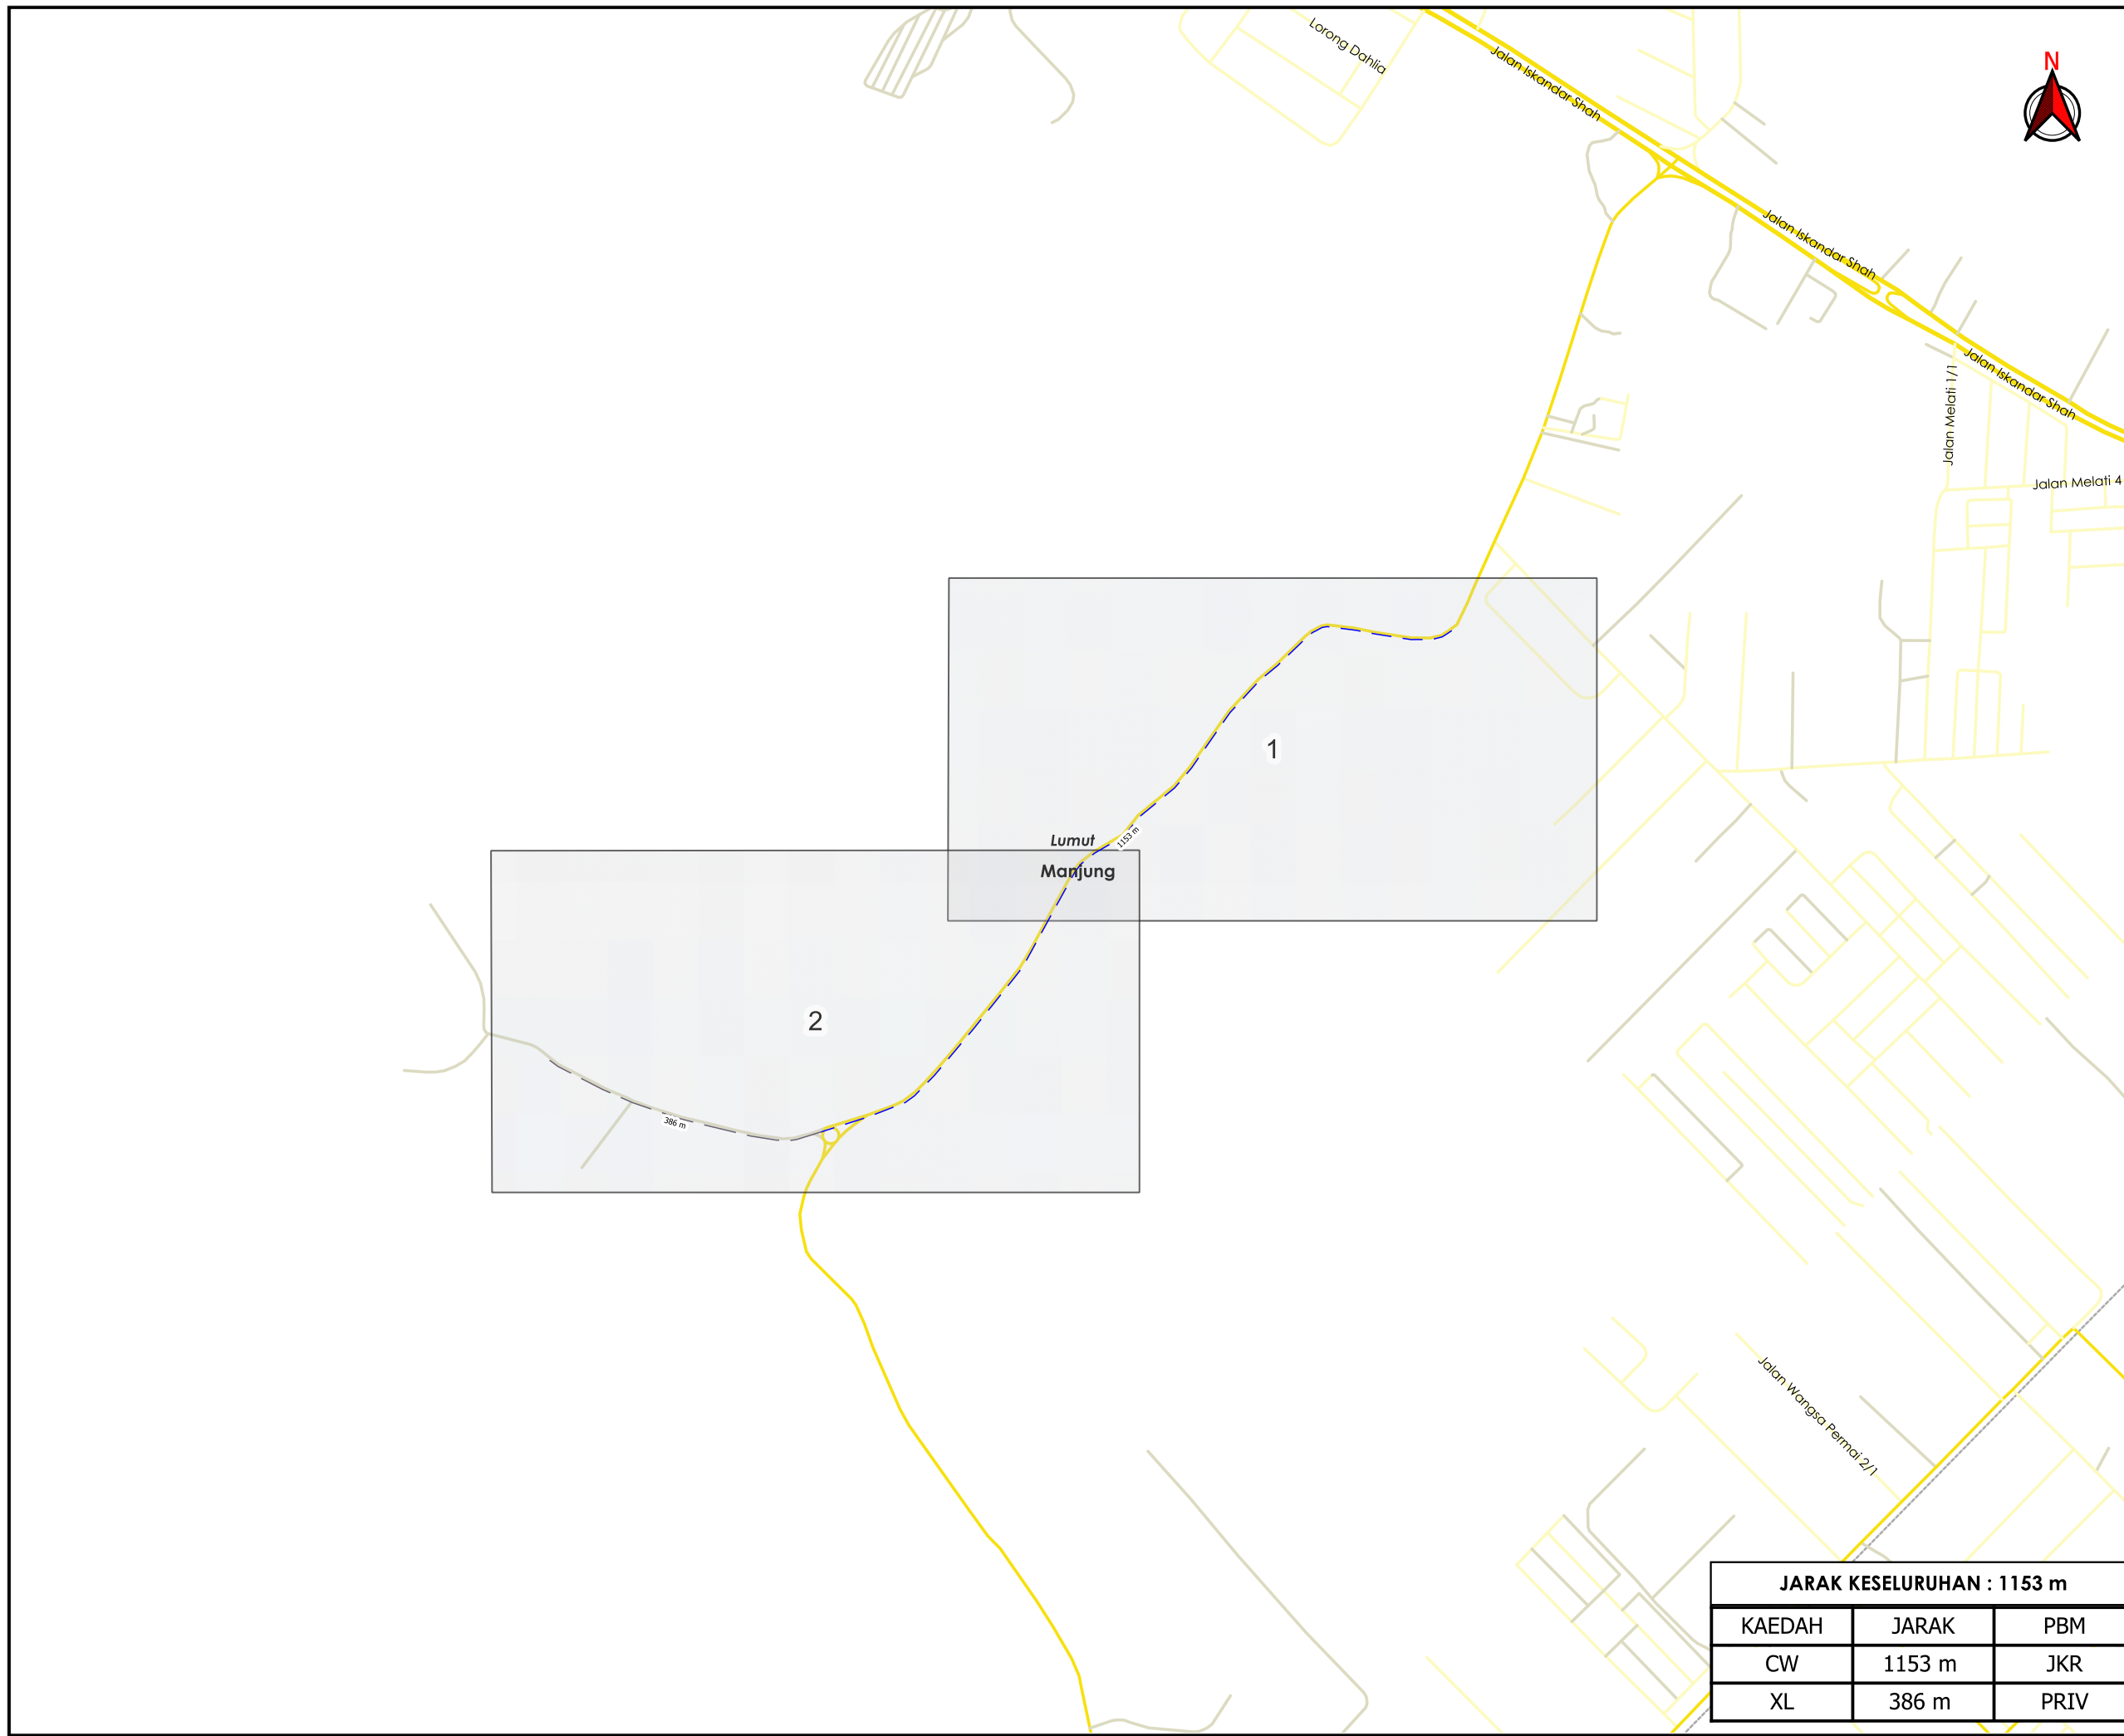 Lorong Dahlia
Jalan Iskandar Shah
N
Jalan Iskandar Shah
Jalan Iskandar Shah
Jalan Melati 1/1
Jalan Melati 4
1
1153 m
Lumut
Manjung
2
386 m
Jalan Wangsa Permai 2/1
JARAK KESELURUHAN : 1153 m
KAEDAH JARAK PBM
CW 1153 m JKR
XL 386 m PRIV